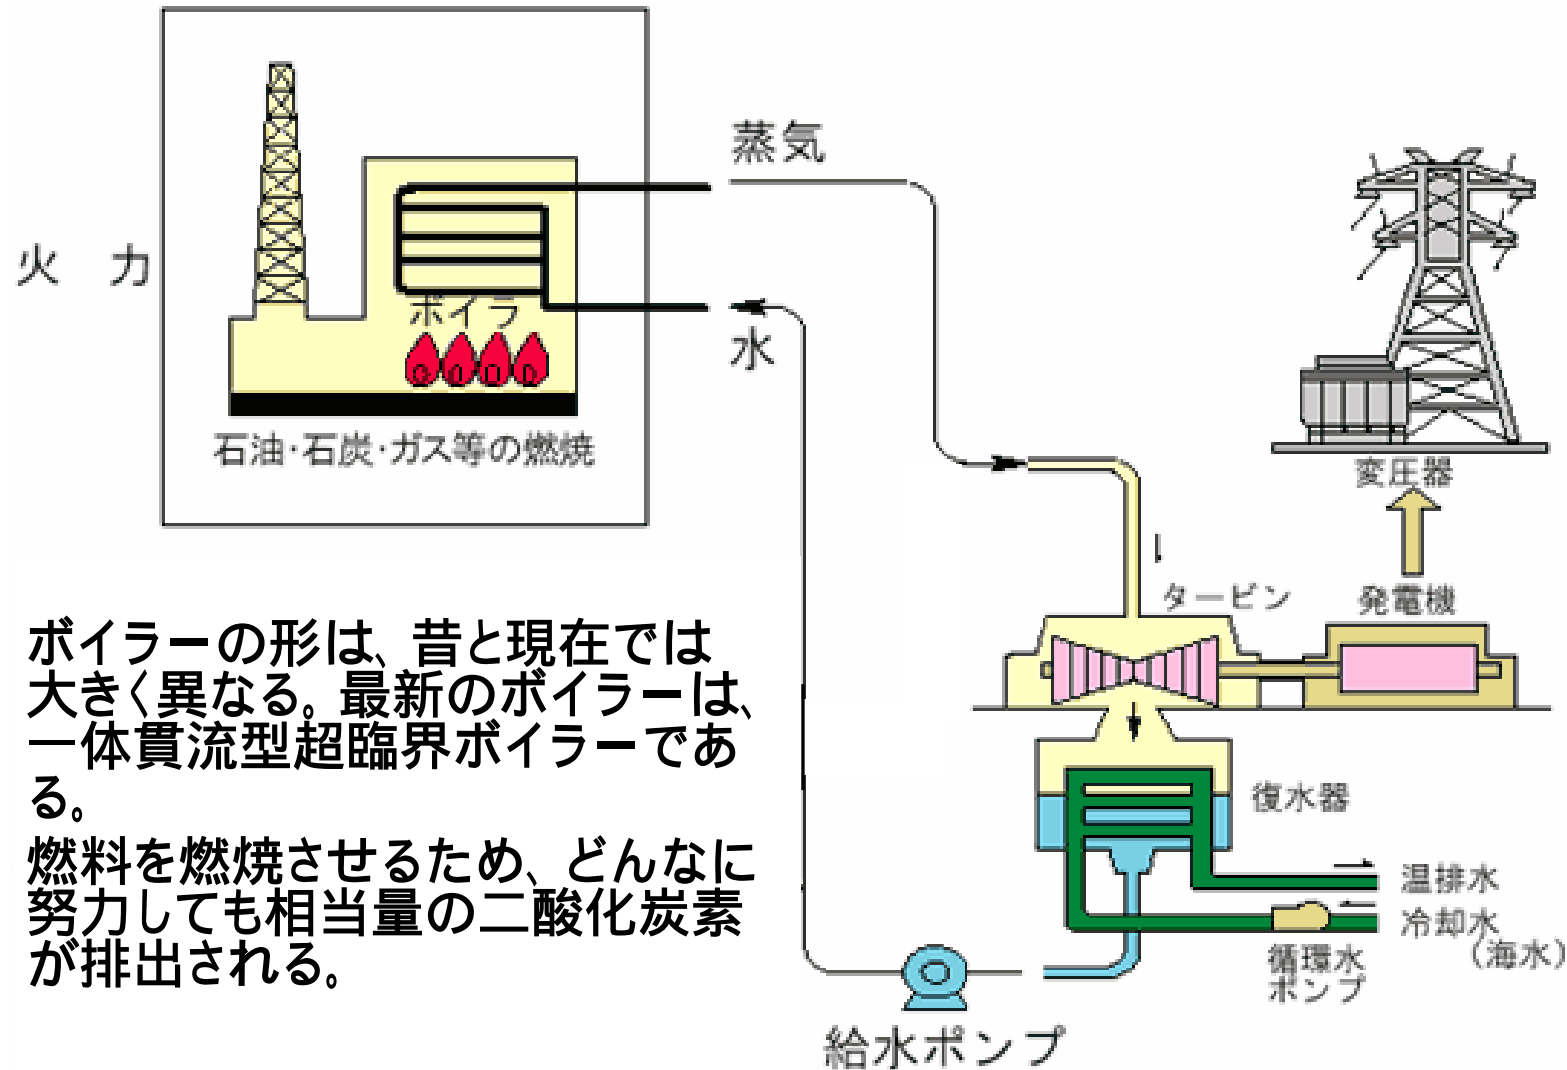 蒸気
火　力
ボイラ
水
石油・石炭・ガス等の燃焼
変圧器
タービン
発電機
ボイラーの形は、昔と現在では
大きく異なる。最新のボイラーは、
一体貫流型超臨界ボイラーであ
る。
燃料を燃焼させるため、どんなに
努力しても相当量の二酸化炭素
が排出される。
復水器
温排水
冷却水
（海水）
循環水
ポンプ
給水ポンプ